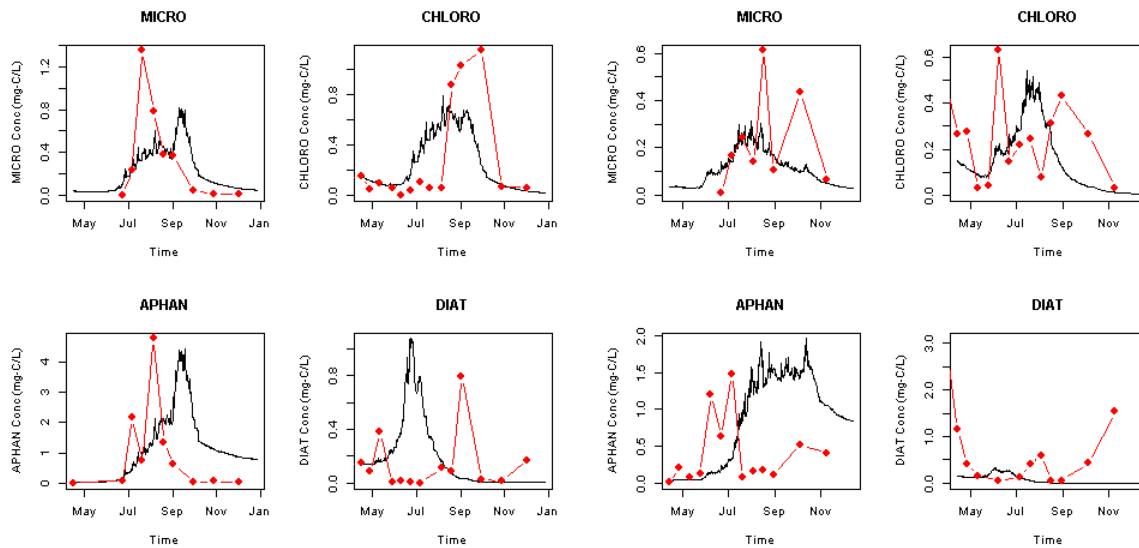 MICRO CHLORO MICRO CHLORO
MICRO Conc (mg-C/L) CHLORO Conc (mg-C/L) MICRO Conc (mg-C/L) CHLORO Conc (mg-C/L)
1.2 0.8 0.6 0.6
0.8 0.4 0.4
0.4 0.4 0.2 0.2
0.0 0.0 0.0 0.0
May Jul Sep Nov Jan May Jul Sep Nov Jan May Jul Sep Nov May Jul Sep Nov
Time Time Time Time
APHAN DIAT APHAN DIAT
APHAN Conc (mg-C/L) DIAT Conc (mg-C/L) APHAN Conc (mg-C/L) DIAT Conc (mg-C/L)
4 0.8 2.0 3.0
3 1.5 2.0
2 0.4 1.0 1.0
1 0.5
0 0.0 0.0 0.0
May Jul Sep Nov Jan May Jul Sep Nov Jan May Jul Sep Nov May Jul Sep Nov
Time Time Time Time